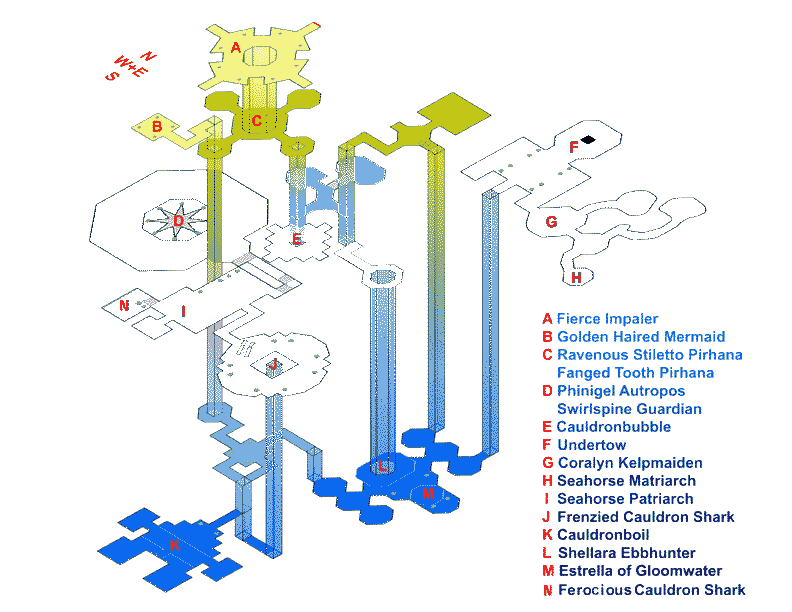 N
W+E
S
A
B
C
F
D
G
E
H
N
I
J
L
M
K
A Fierce Impaler
B Golden Haired Mermaid
C Ravenous Stiletto Pirhana
Fanged Tooth Pirhana
D Phinigel Autropos
Swirlspine Guardian
E Cauldronbubble
F Undertow
G Coralyn Kelpmaiden
H Seahorse Matriarch
I Seahorse Patriarch
J Frenzied Cauldron Shark
K Cauldronboil
L Shellara Ebbhunter
M Estrella of Gloomwater
N Ferocious Cauldron Shark